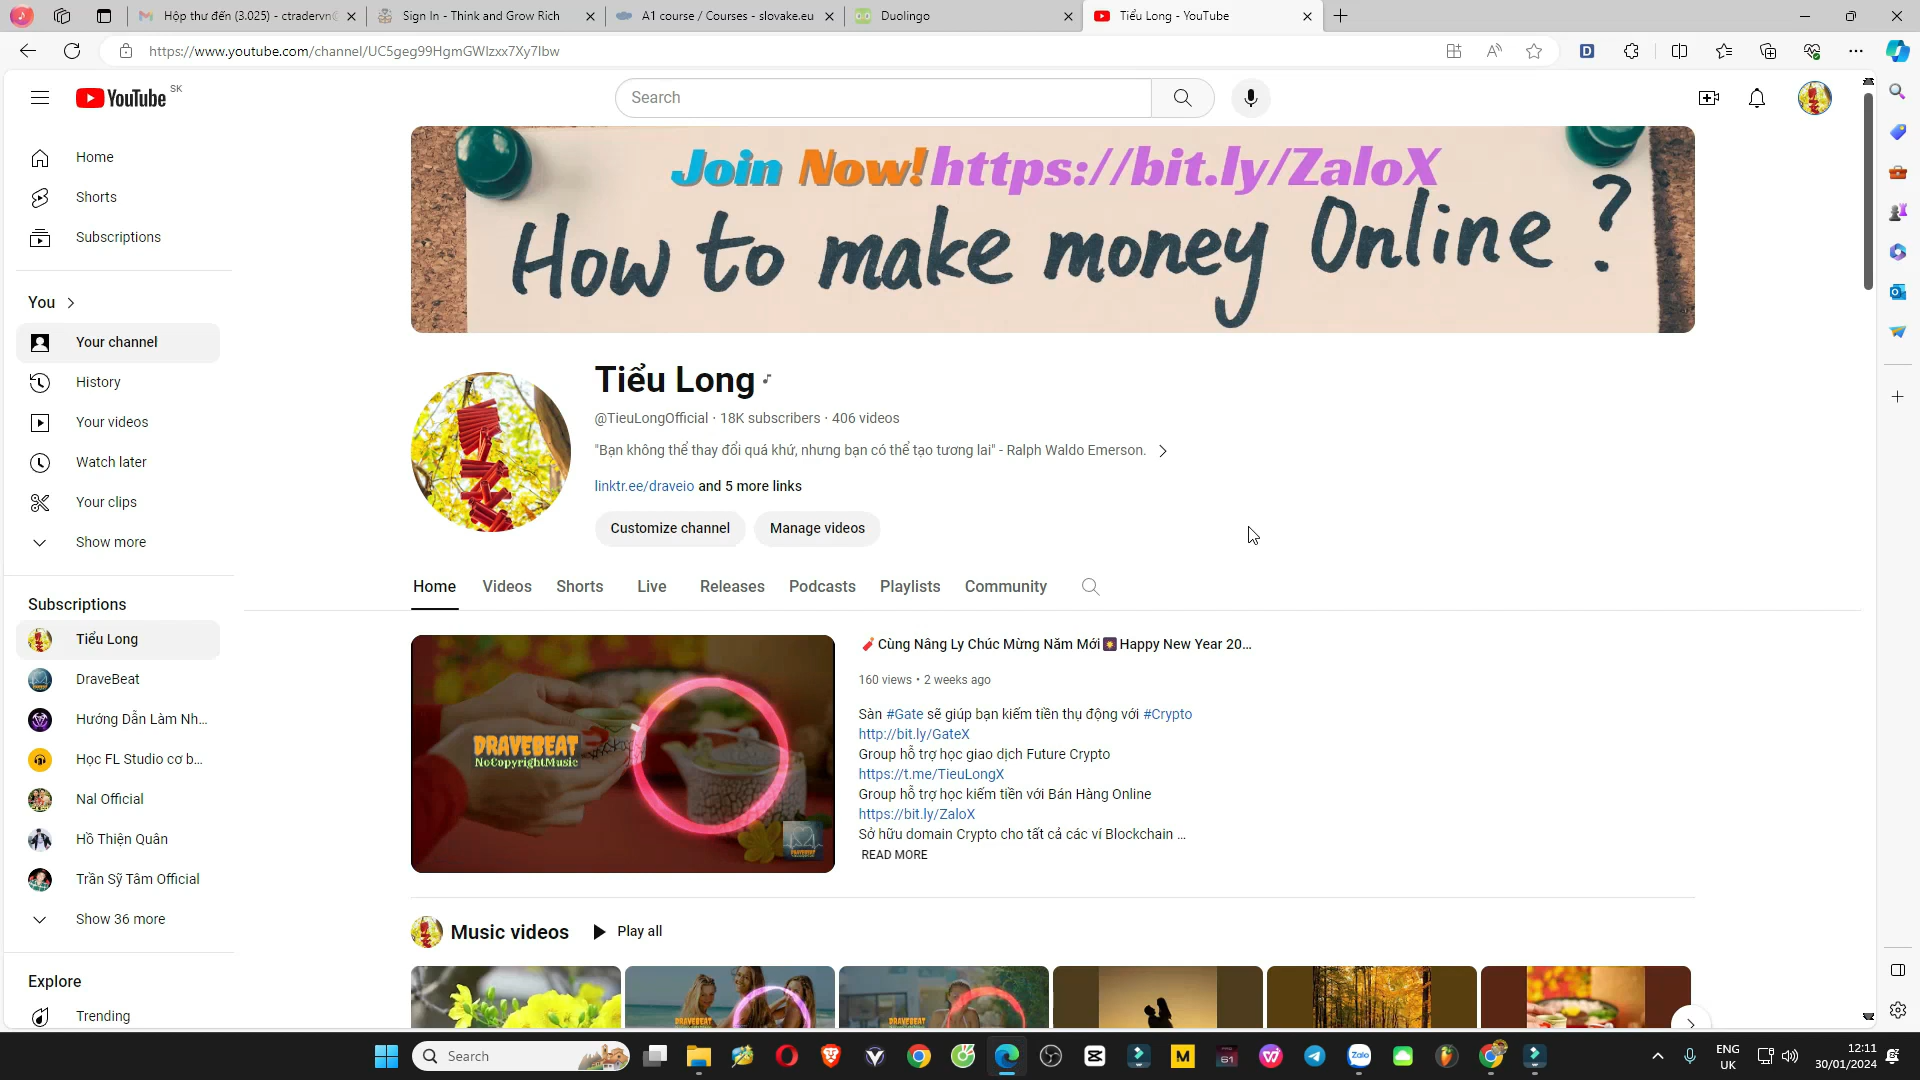 Hộp thư đến (3.025) - ctradervn@
Sign In - Think and Grow Rich
A1 course / Courses - slovake.eu
Duolingo
Tiểu Long - YouTube
https://www.youtube.com/channel/UC5geg99HgmGWIzxx7Xy7Ibw
YouTube SK
Search
Home
Shorts
Subscriptions
You
Your channel
History
Your videos
Watch later
Your clips
Show more
Subscriptions
Tiểu Long
DraveBeat
Hướng Dẫn Làm Nh...
Học FL Studio cơ b...
Nal Official
Hồ Thiện Quân
Trần Sỹ Tâm Official
Show 36 more
Explore
Trending
Join Now! https://bit.ly/ZaloX
How to make money Online ?
Tiểu Long
@TieuLongOfficial · 18K subscribers · 406 videos
"Bạn không thể thay đổi quá khứ, nhưng bạn có thể tạo tương lai" - Ralph Waldo Emerson.
linktr.ee/draveio and 5 more links
Customize channel
Manage videos
Home Videos Shorts Live Releases Podcasts Playlists Community
DRAVEBEAT
NoCopyrightMusic
🧨Cùng Nâng Ly Chúc Mừng Năm Mới🎆Happy New Year 20...
160 views • 2 weeks ago
Sàn #Gate sẽ giúp bạn kiếm tiền thụ động với #Crypto
http://bit.ly/GateX
Group hỗ trợ học giao dịch Future Crypto
https://t.me/TieuLongX
Group hỗ trợ học kiếm tiền với Bán Hàng Online
https://bit.ly/ZaloX
Sở hữu domain Crypto cho tất cả các ví Blockchain ...
READ MORE
Music videos
Play all
DRAVEBEAT
DRAVEBEAT
Search
Zalo
61
ENG
UK
12:11
30/01/2024